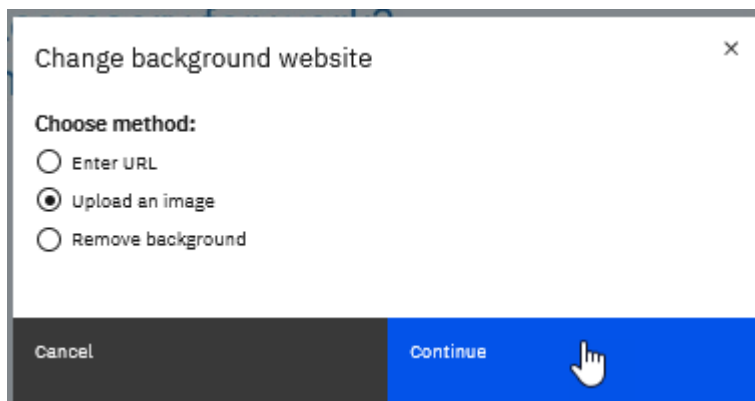 Change background website
Choose method:
Enter URL
Upload an image
Remove background
Cancel
Continue